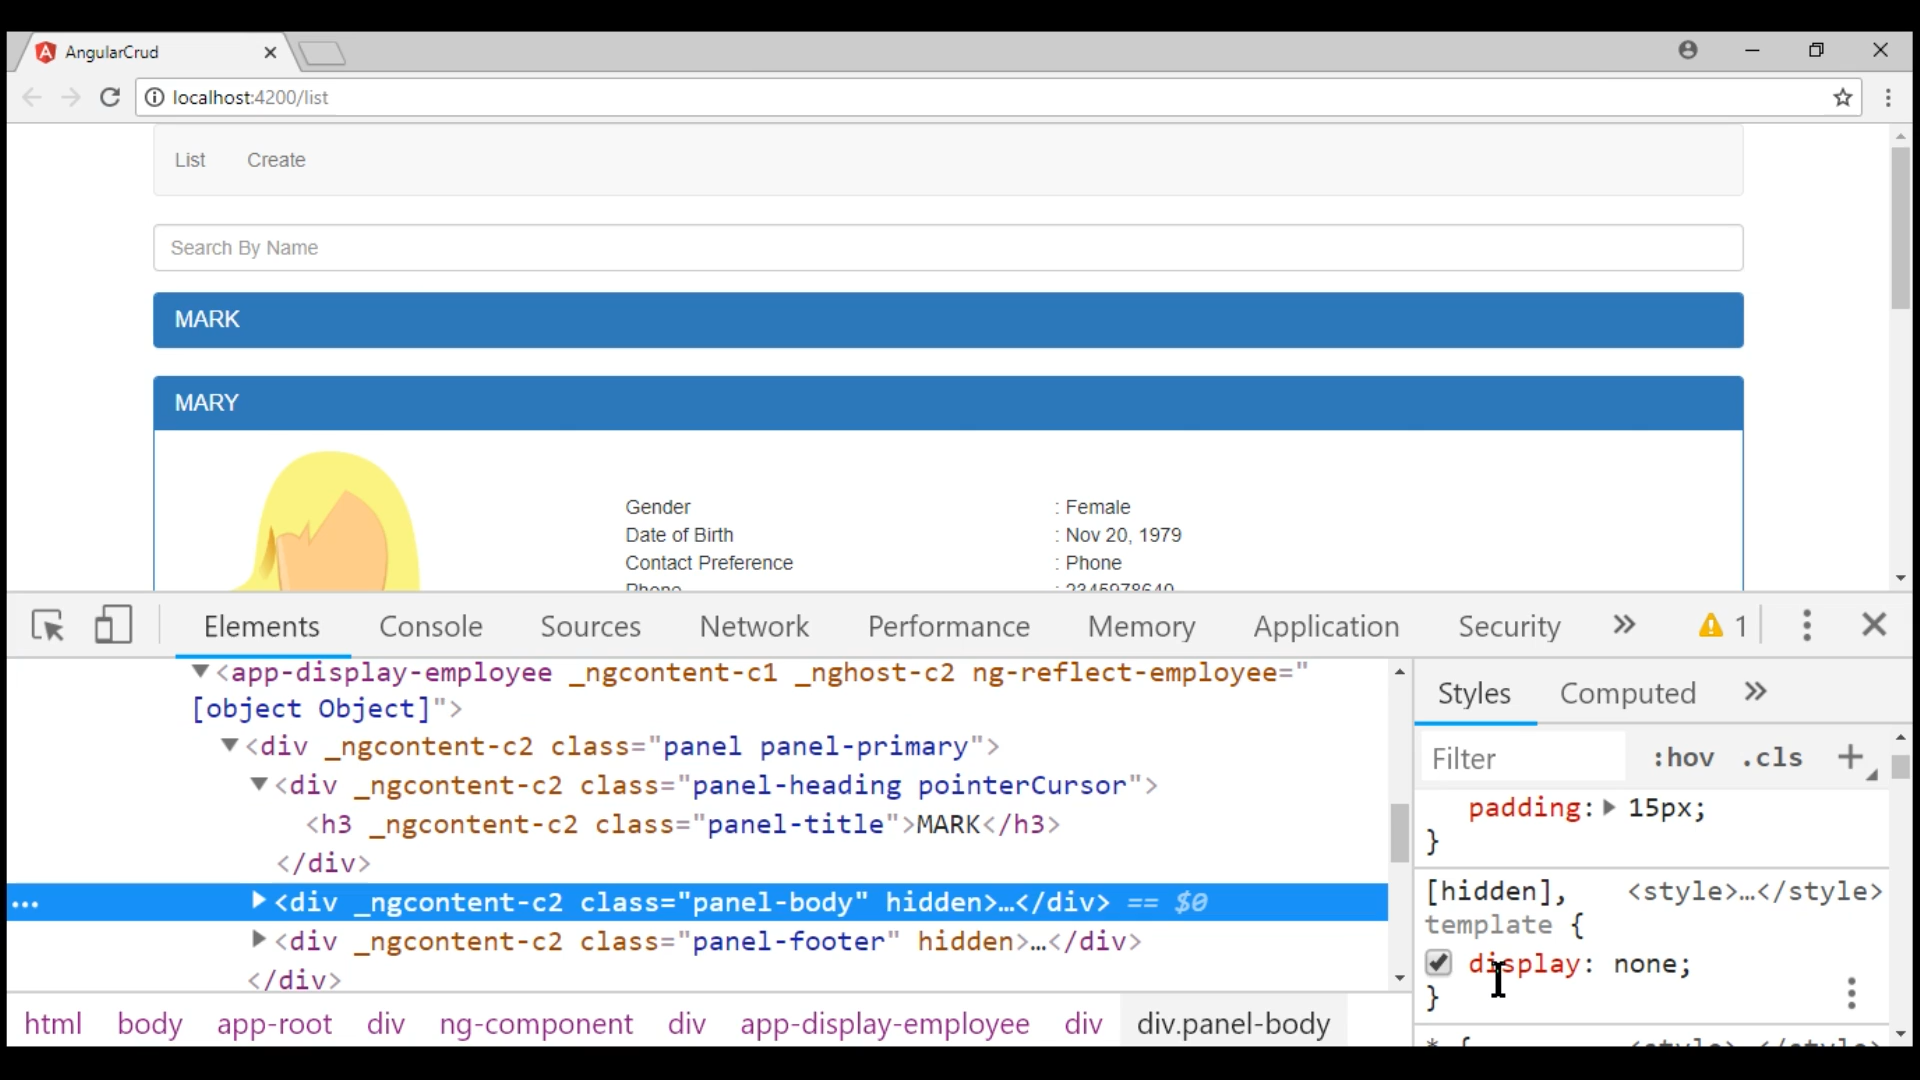 AngularCrud
localhost:4200/list
List Create
Search By Name
MARK
MARY
Gender : Female
Date of Birth : Nov 20, 1979
Contact Preference : Phone
Phone : 2345978640
Elements Console Sources Network Performance Memory Application Security » 1
▼<app-display-employee _ngcontent-c1 _nghost-c2 ng-reflect-employee="
[object Object]">
▼<div _ngcontent-c2 class="panel panel-primary">
▼<div _ngcontent-c2 class="panel-heading pointerCursor">
<h3 _ngcontent-c2 class="panel-title">MARK</h3>
</div>
... ▶<div _ngcontent-c2 class="panel-body" hidden>…</div> == $0
▶<div _ngcontent-c2 class="panel-footer" hidden>…</div>
</div>
html body app-root div ng-component div app-display-employee div div.panel-body
Styles Computed »
Filter :hov .cls +
padding:▶ 15px;
}
[hidden], <style>…</style>
template {
display: none;
}
* { <style>…</style>